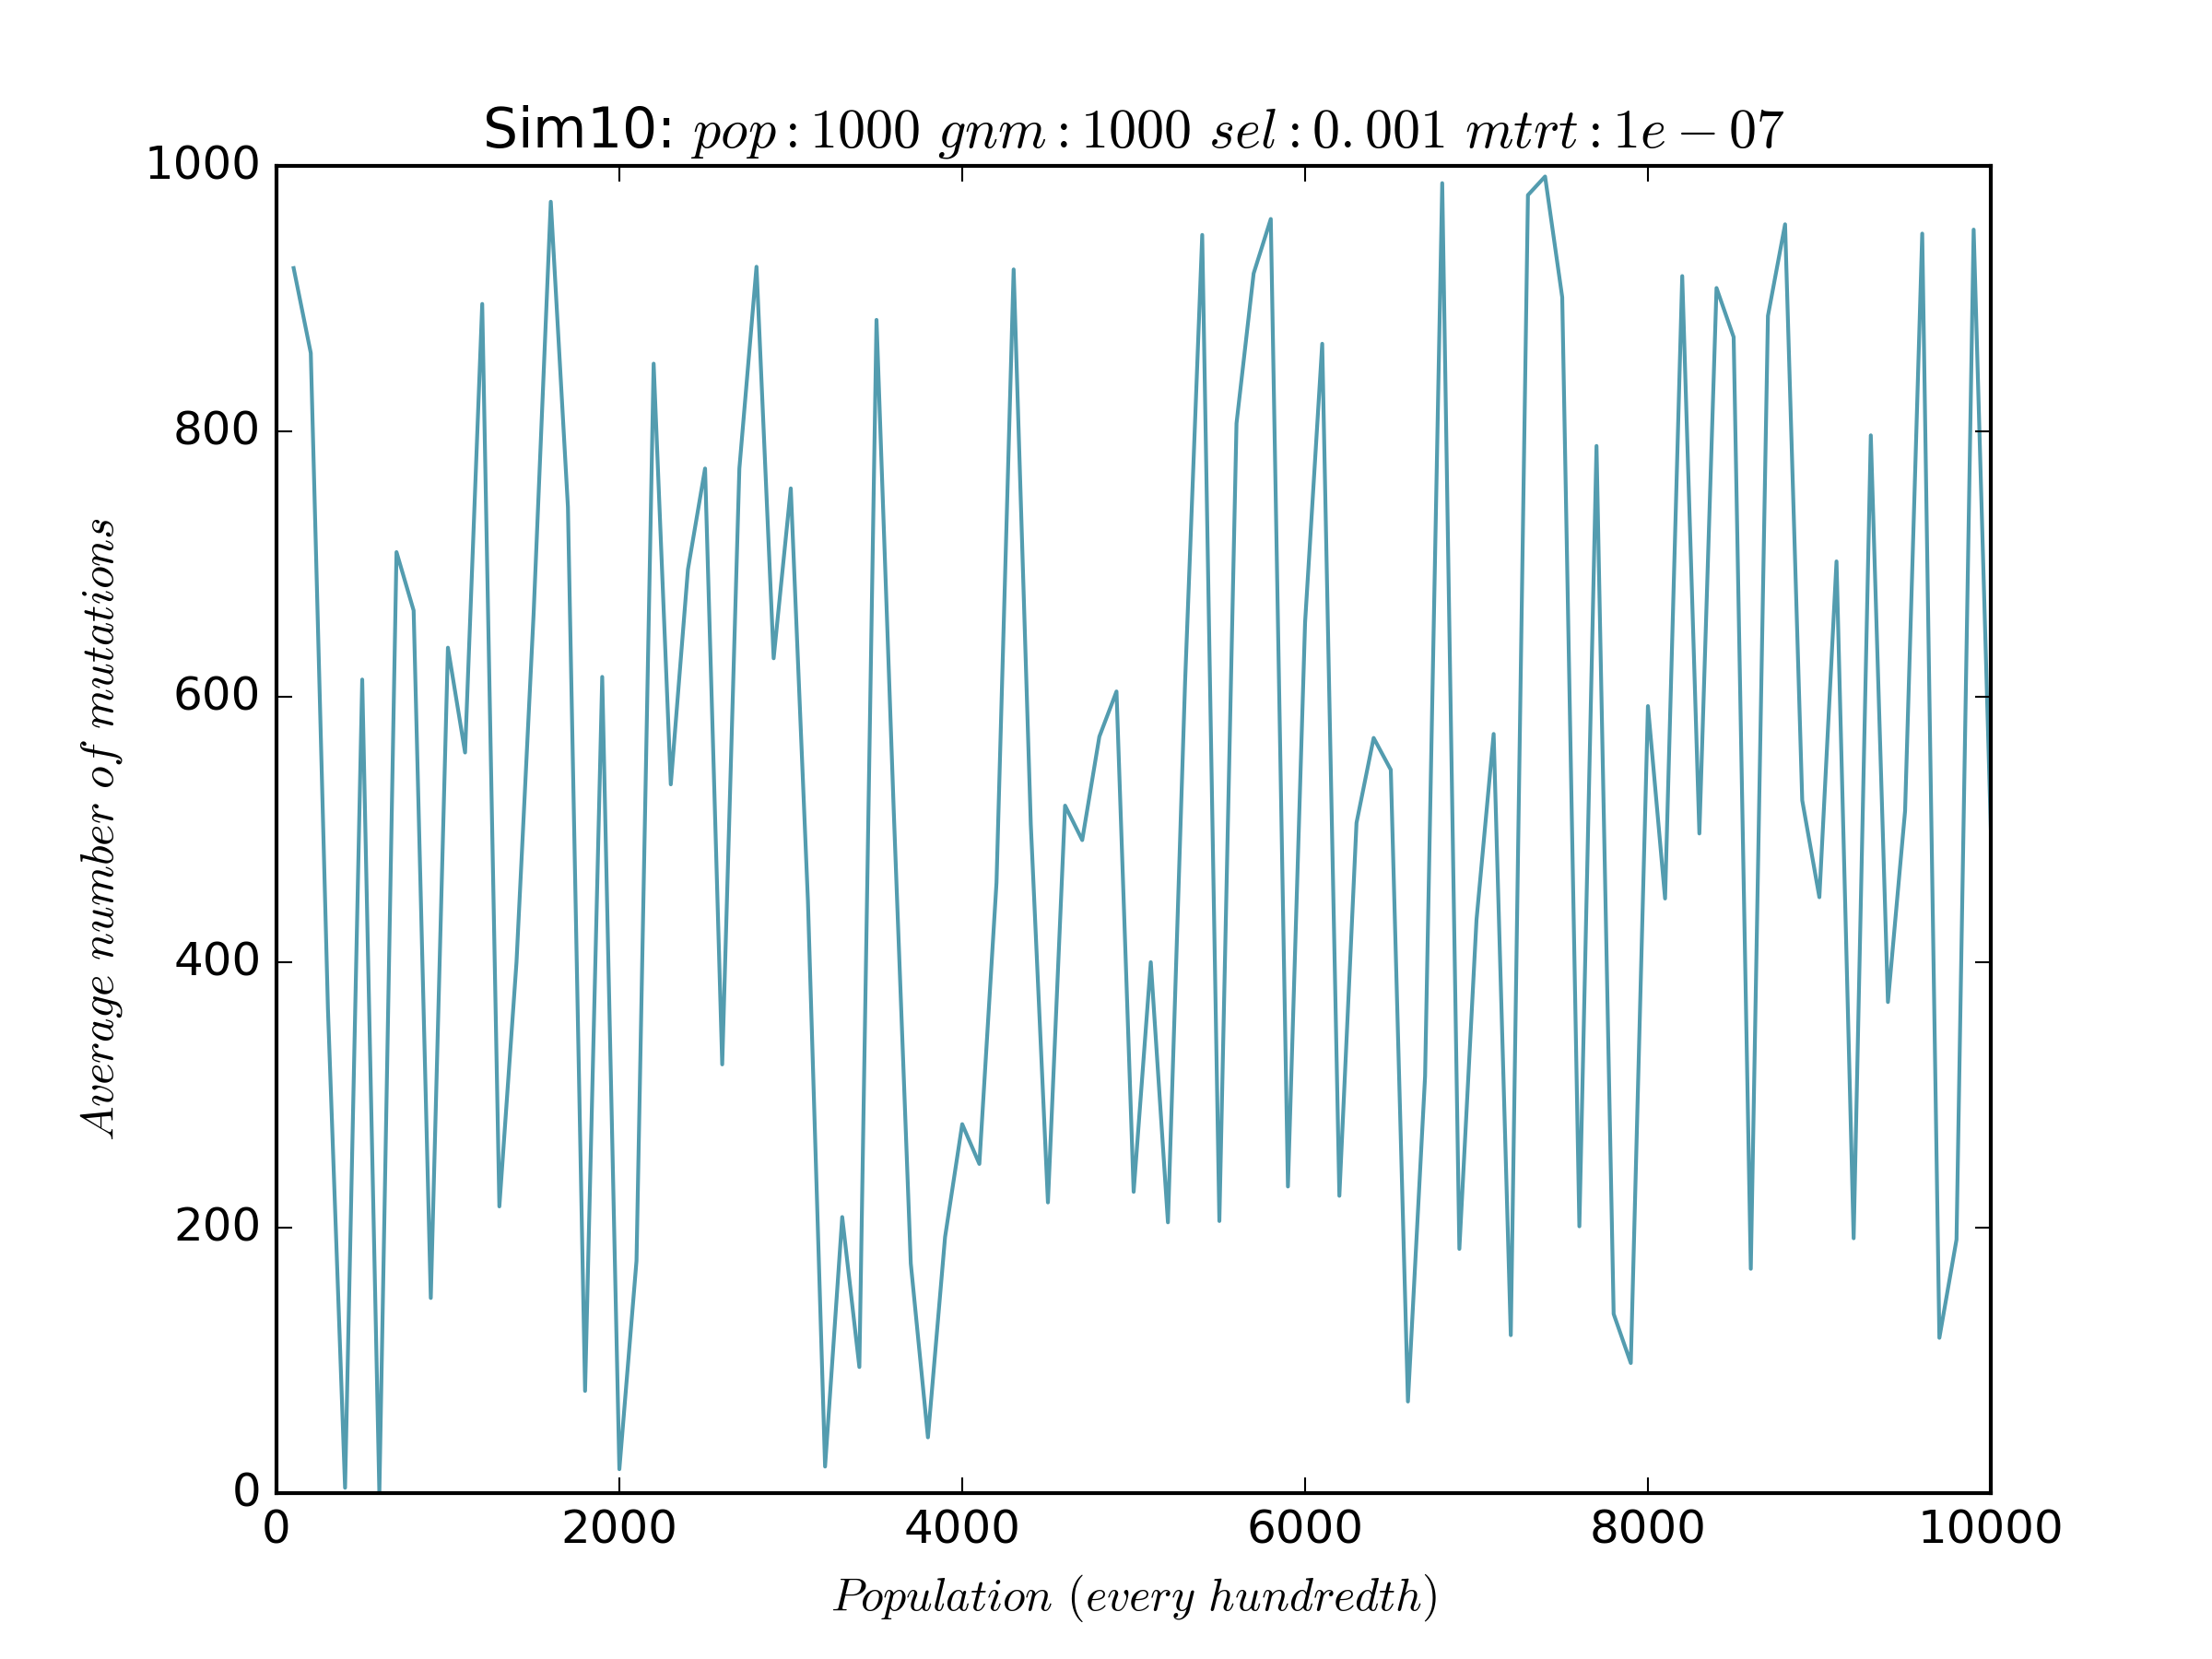 Sim10: pop : 1000 gnm : 1000 sel : 0.001 mtrt : 1e − 07
1000
800
600
400
200
0
Average number of mutations
0 2000 4000 6000 8000 10000
Population (every hundredth)